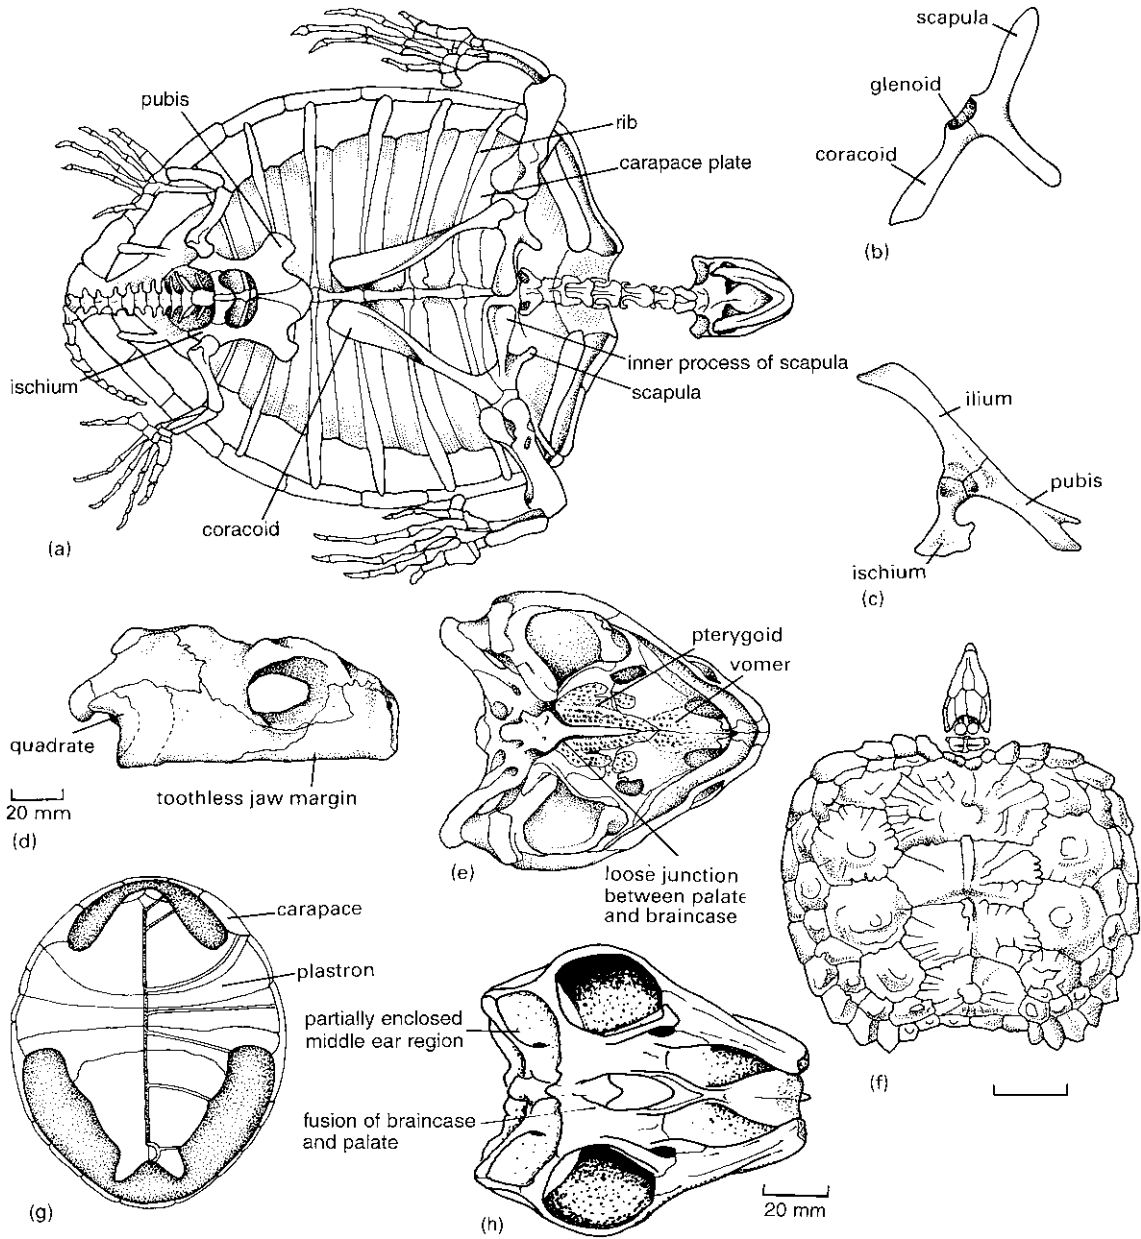 scapula
glenoid
coracoid
(b)
pubis
rib
carapace plate
inner process of scapula
scapula
ischium
coracoid
(a)
ilium
pubis
ischium
(c)
quadrate
toothless jaw margin
20 mm
(d)
pterygoid
vomer
loose junction
between palate
and braincase
(e)
(f)
carapace
plastron
(g)
partially enclosed
middle ear region
fusion of braincase
and palate
(h)
20 mm